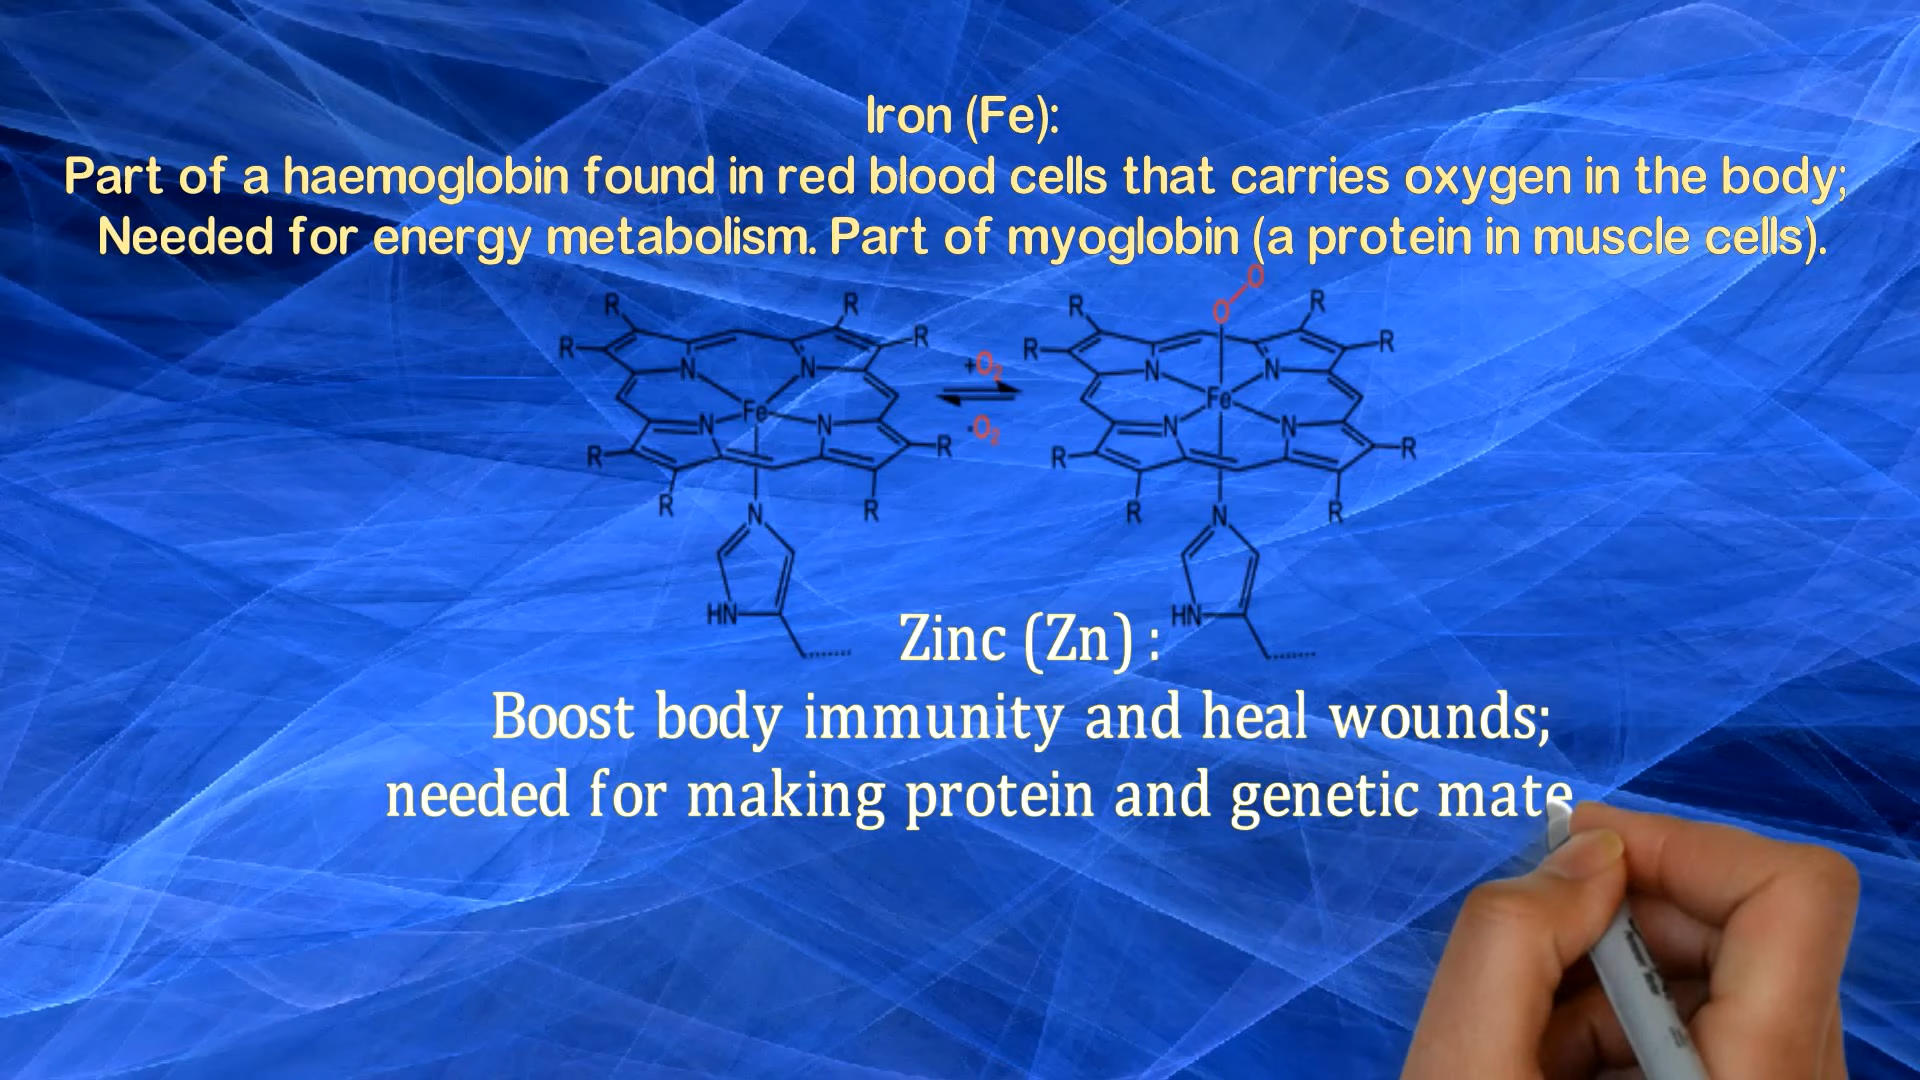 Iron (Fe):
Part of a haemoglobin found in red blood cells that carries oxygen in the body;
Needed for energy metabolism. Part of myoglobin (a protein in muscle cells).
O
O
R R R R
R R R R
N N N N
+O₂
Fe Fe
N N N N
-O₂
R R R R
R R R R
N N
HN HN
Zinc (Zn) :
Boost body immunity and heal wounds;
needed for making protein and genetic mate